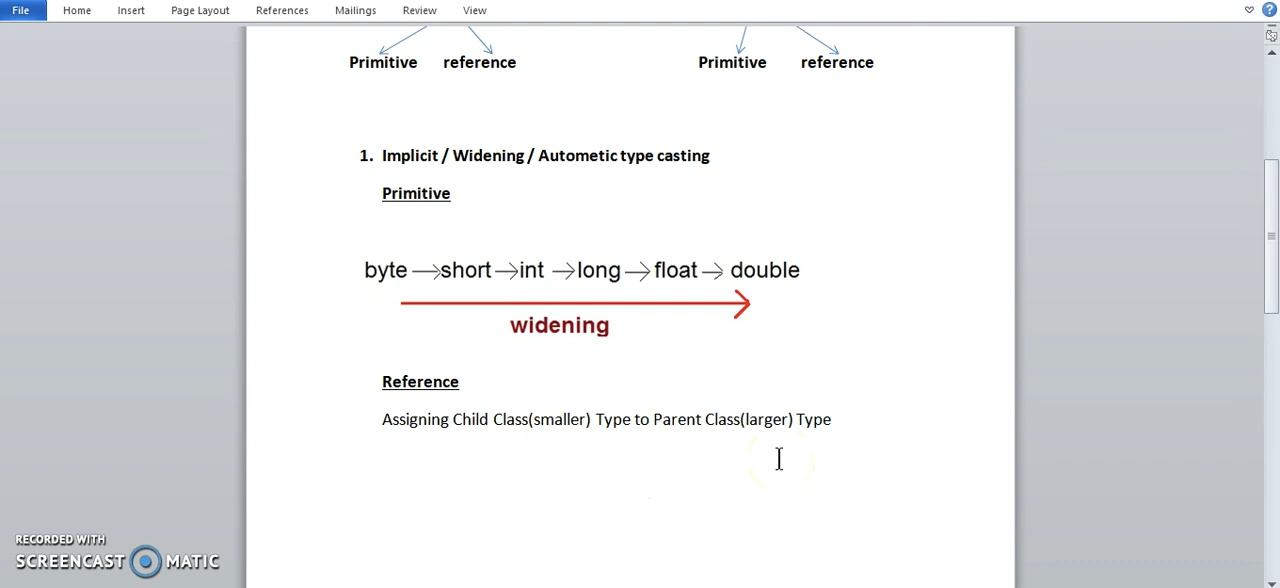 File Home Insert Page Layout References Mailings Review View
Primitive reference Primitive reference
1. Implicit / Widening / Autometic type casting
Primitive
byte short int long float double
widening
Reference
Assigning Child Class(smaller) Type to Parent Class(larger) Type
RECORDED WITH
SCREENCAST MATIC